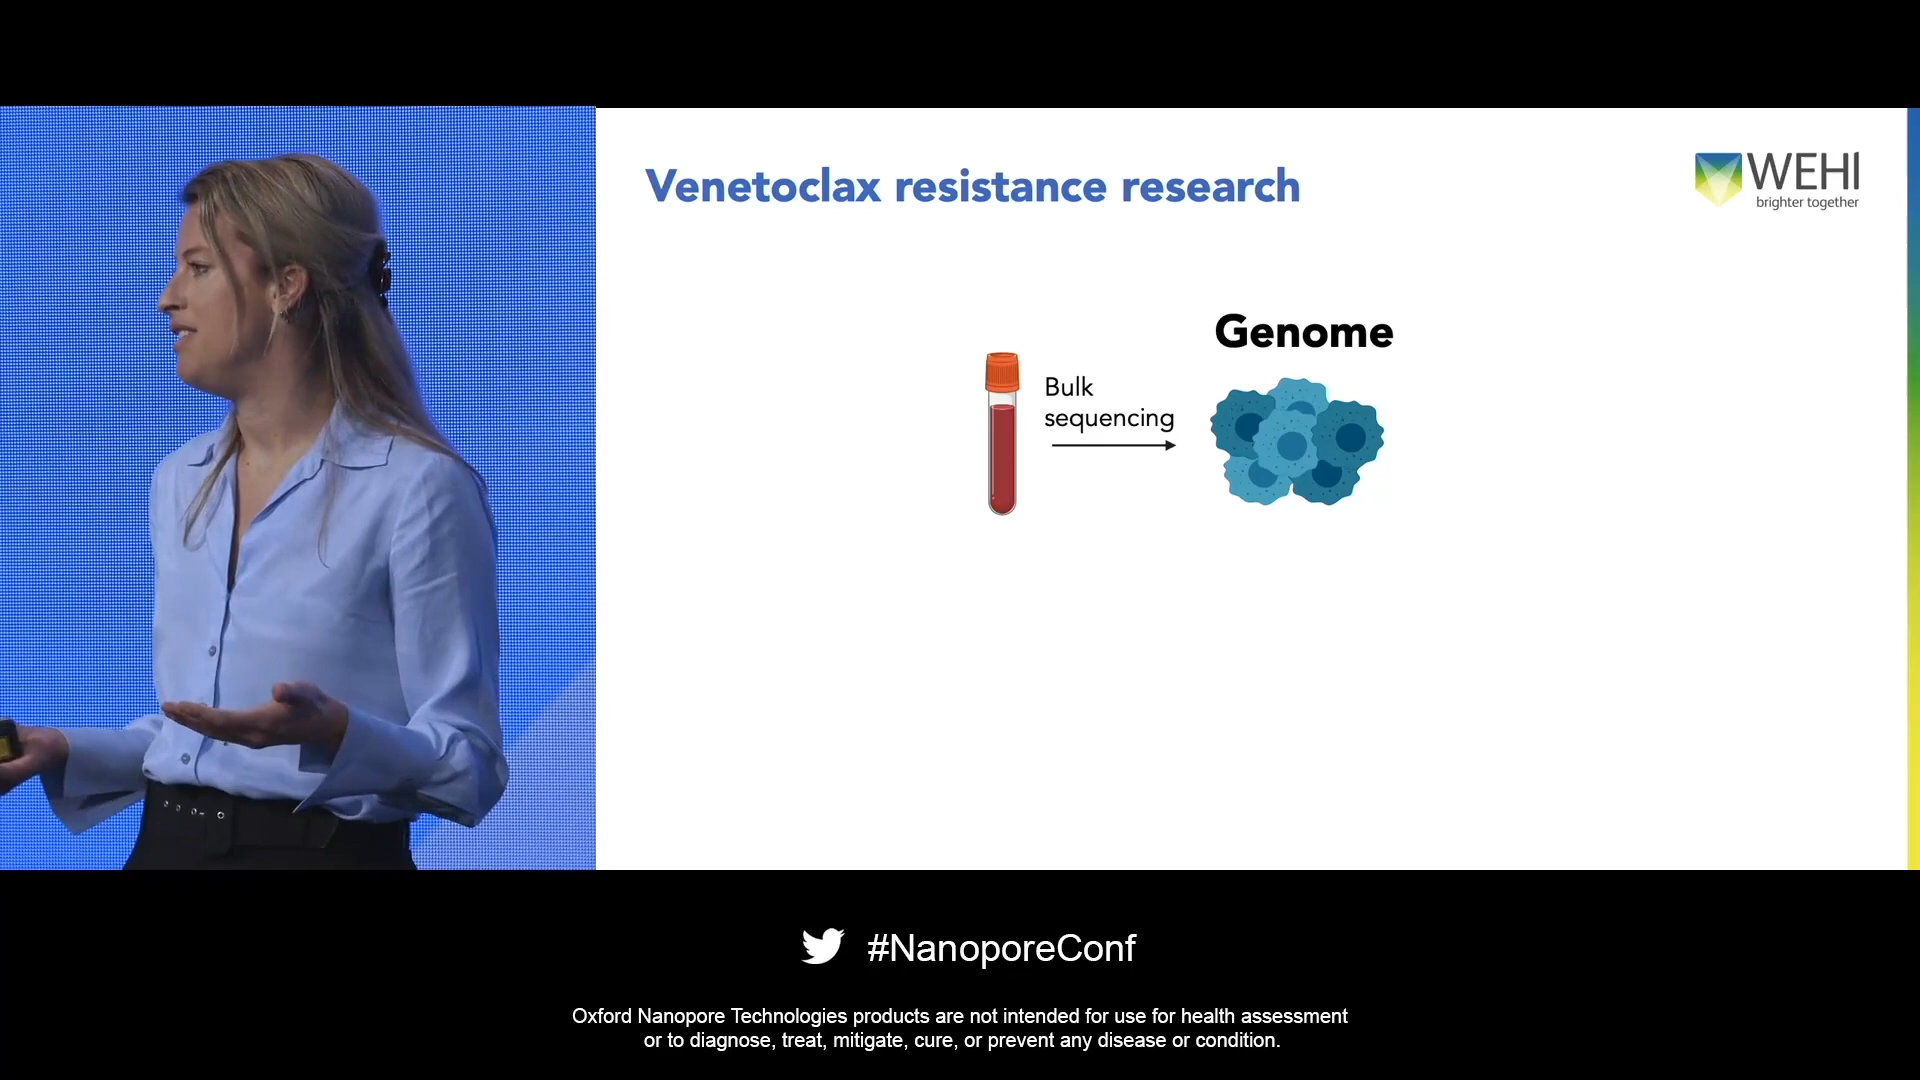 Venetoclax resistance research
WEHI
brighter together
Genome
Bulk
sequencing
#NanoporeConf
Oxford Nanopore Technologies products are not intended for use for health assessment
or to diagnose, treat, mitigate, cure, or prevent any disease or condition.